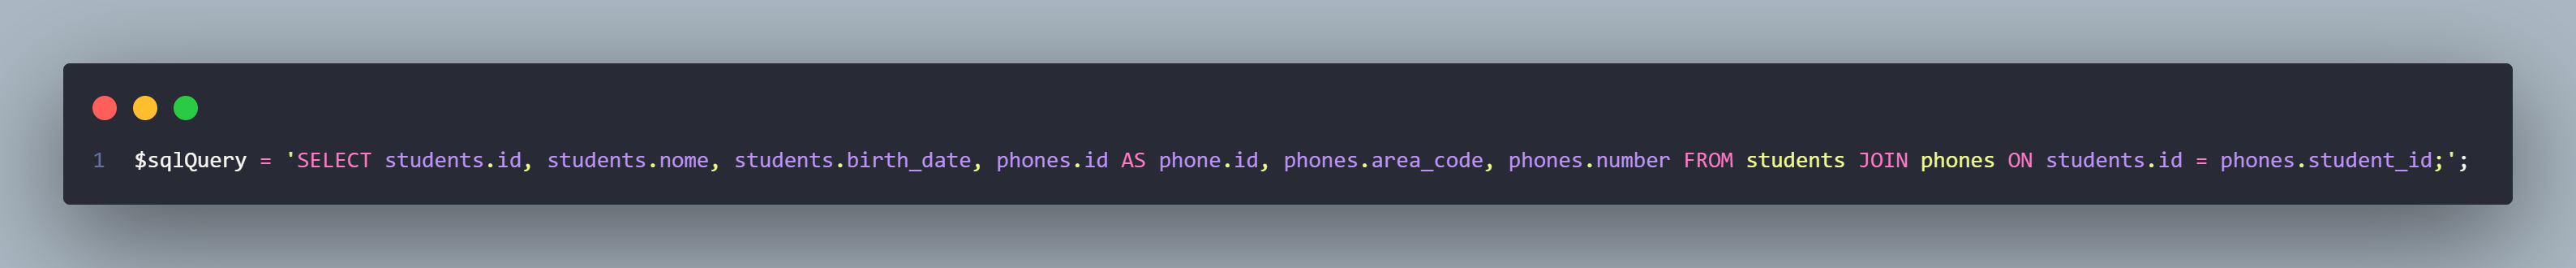 1 $sqlQuery = 'SELECT students.id, students.nome, students.birth_date, phones.id AS phone.id, phones.area_code, phones.number FROM students JOIN phones ON students.id = phones.student_id;';